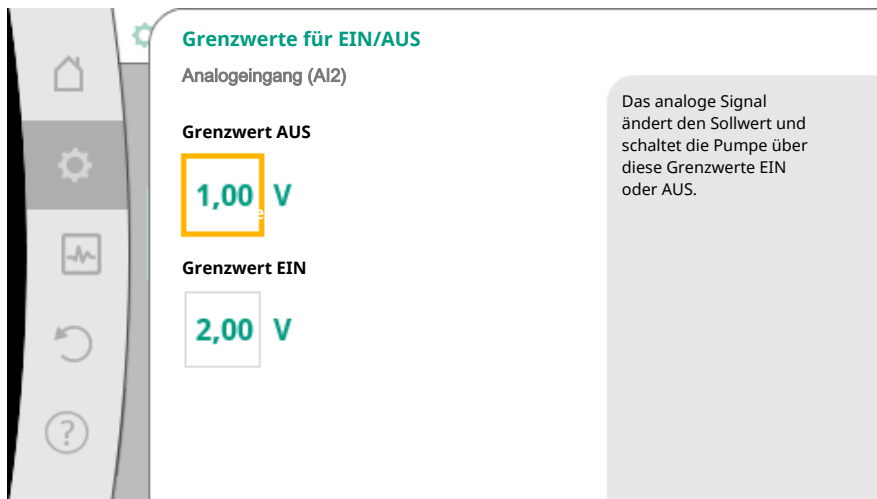 Grenzwerte für EIN/AUS
Analogeingang (AI2)
Grenzwert AUS
1,00 V
e
Grenzwert EIN
2,00 V
?
Das analoge Signal
ändert den Sollwert und
schaltet die Pumpe über
diese Grenzwerte EIN
oder AUS.